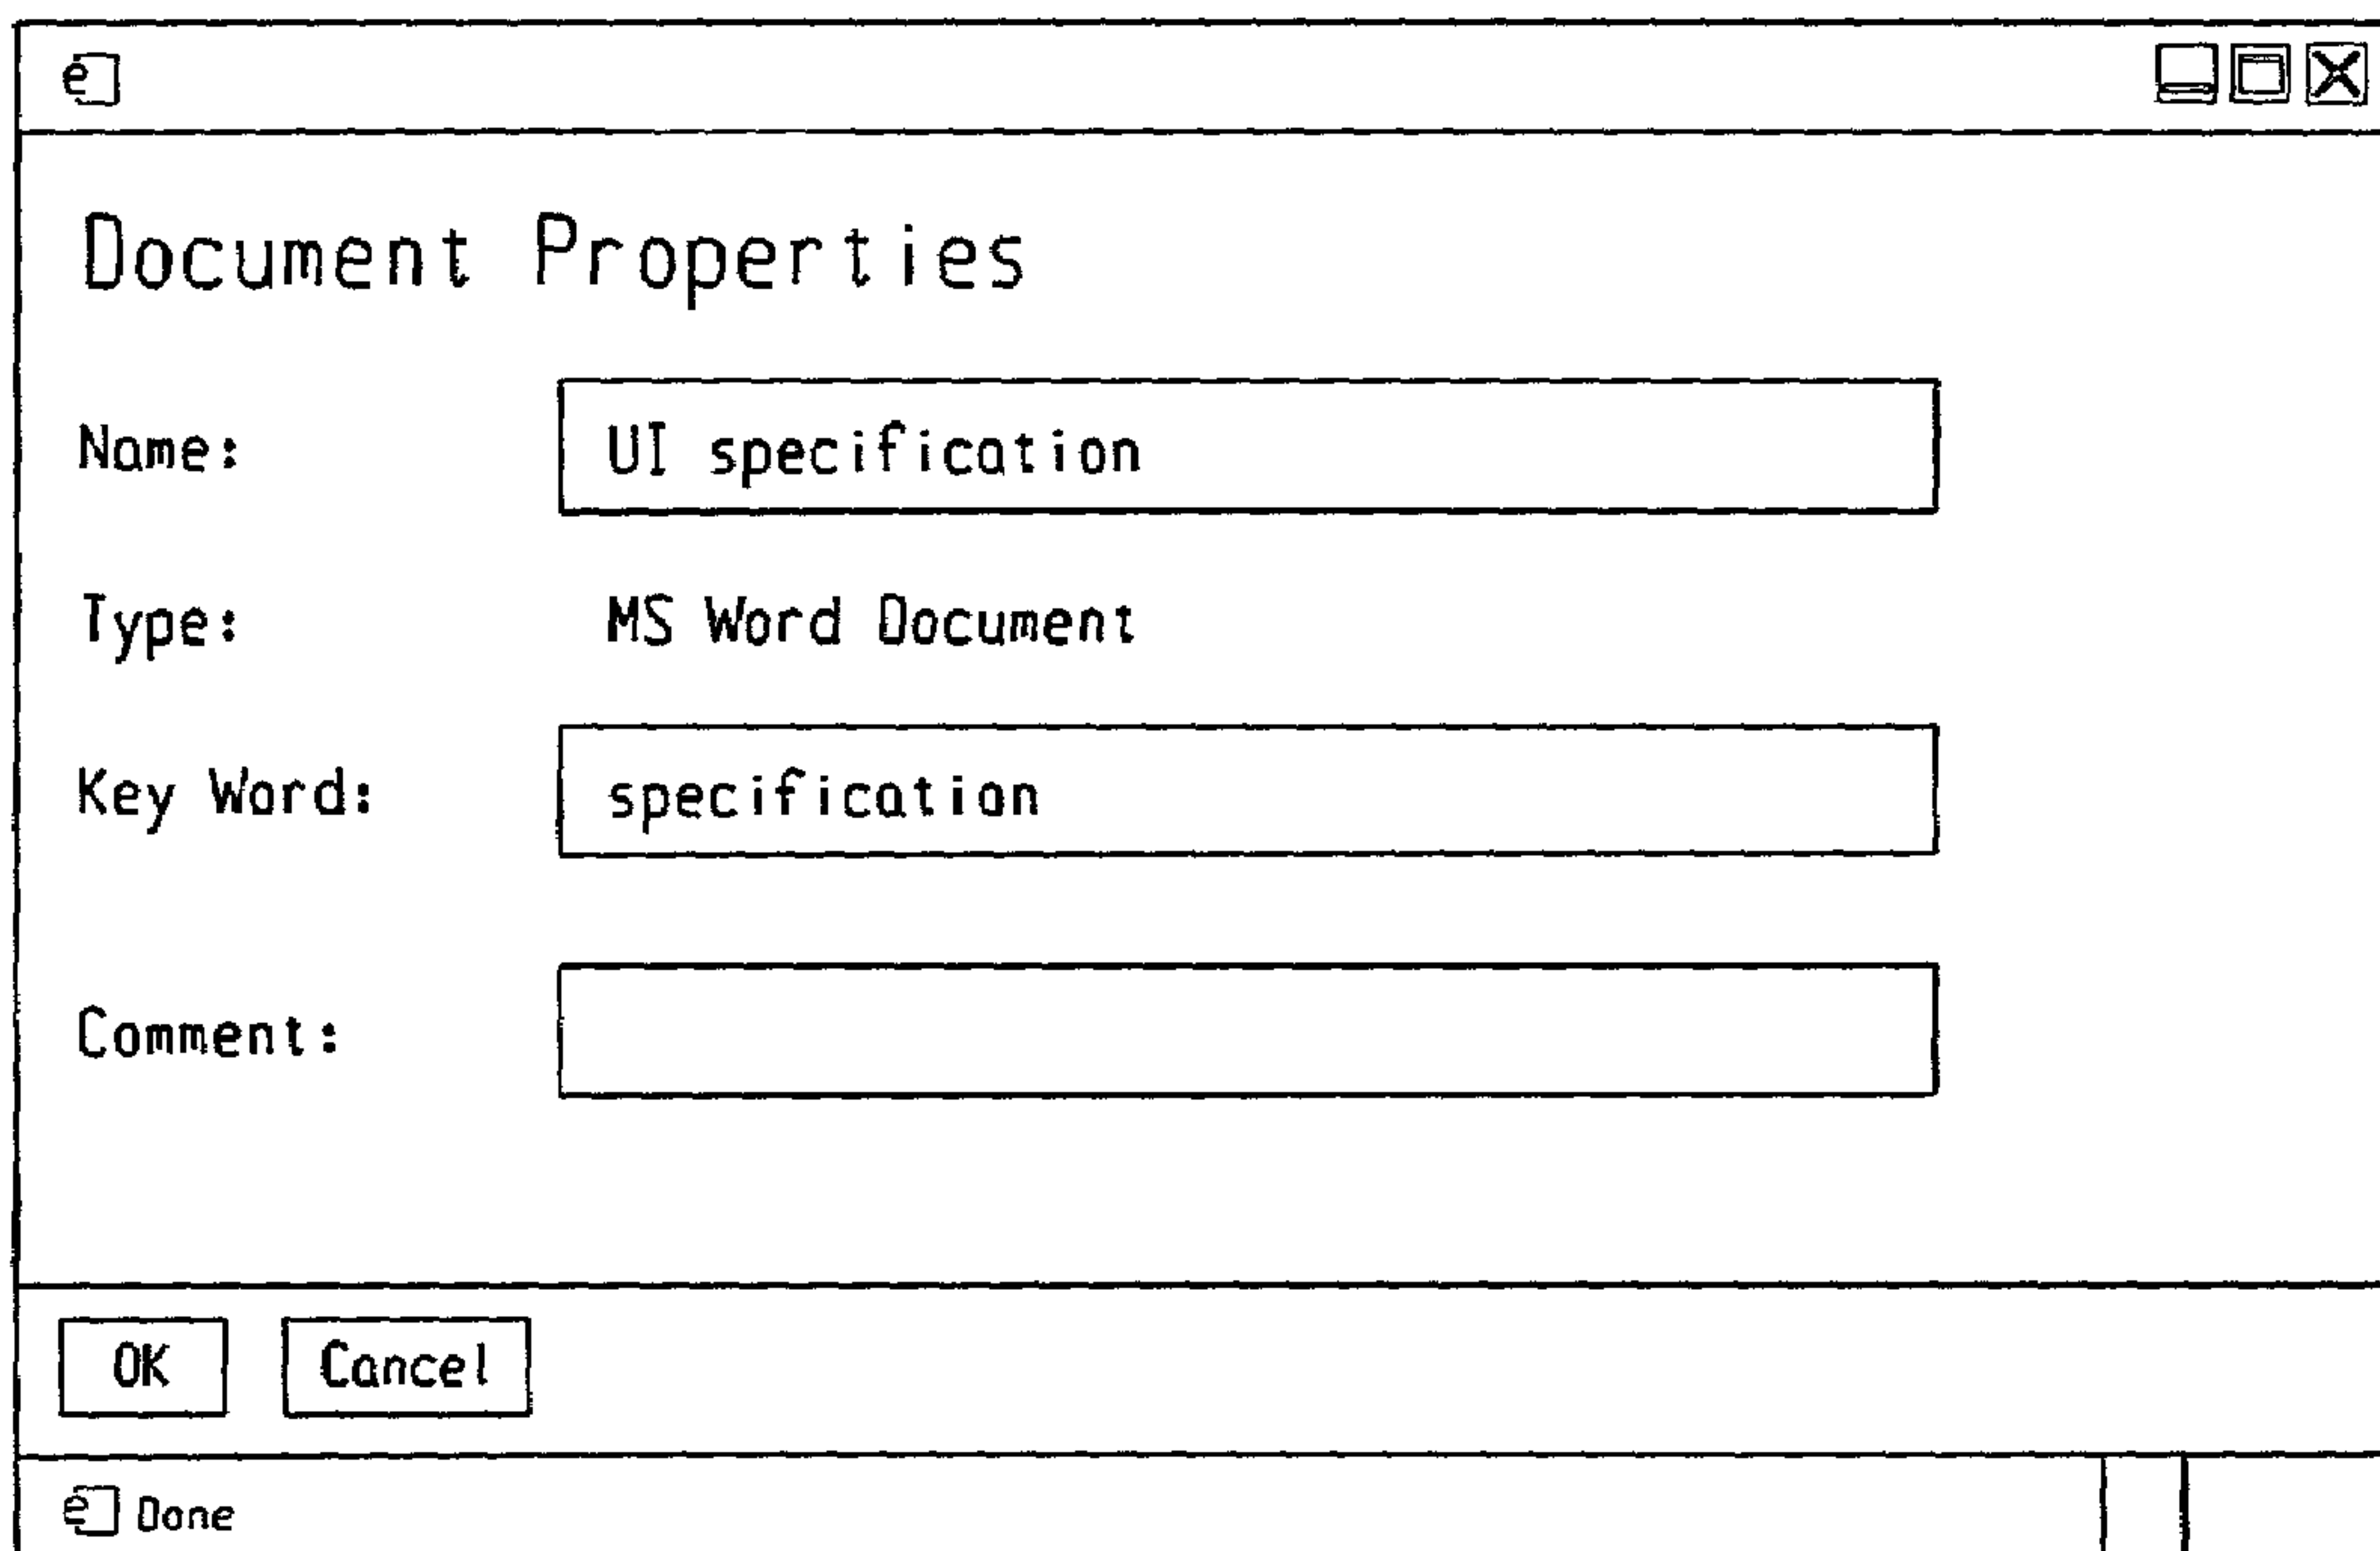 e
Document Properties
Name: UI specification
Type: MS Word Document
Key Word: specification
Comment:
OK Cancel
e Done